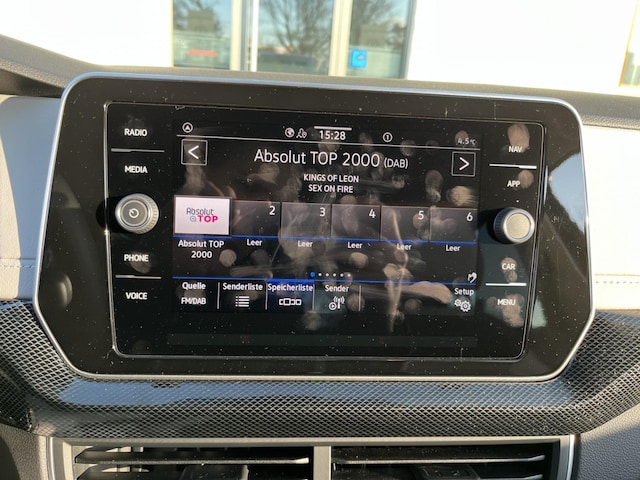 RADIO
MEDIA
PHONE
VOICE
15:28
4.5°C
Absolut TOP 2000 (DAB)
KINGS OF LEON
SEX ON FIRE
NAV
APP
CAR
MENU
Absolut
TOP
2
3
4
5
6
Absolut TOP
2000
Leer
Leer
Leer
Leer
Leer
Quelle
FM/DAB
Senderliste
Speicherliste
Sender
Setup